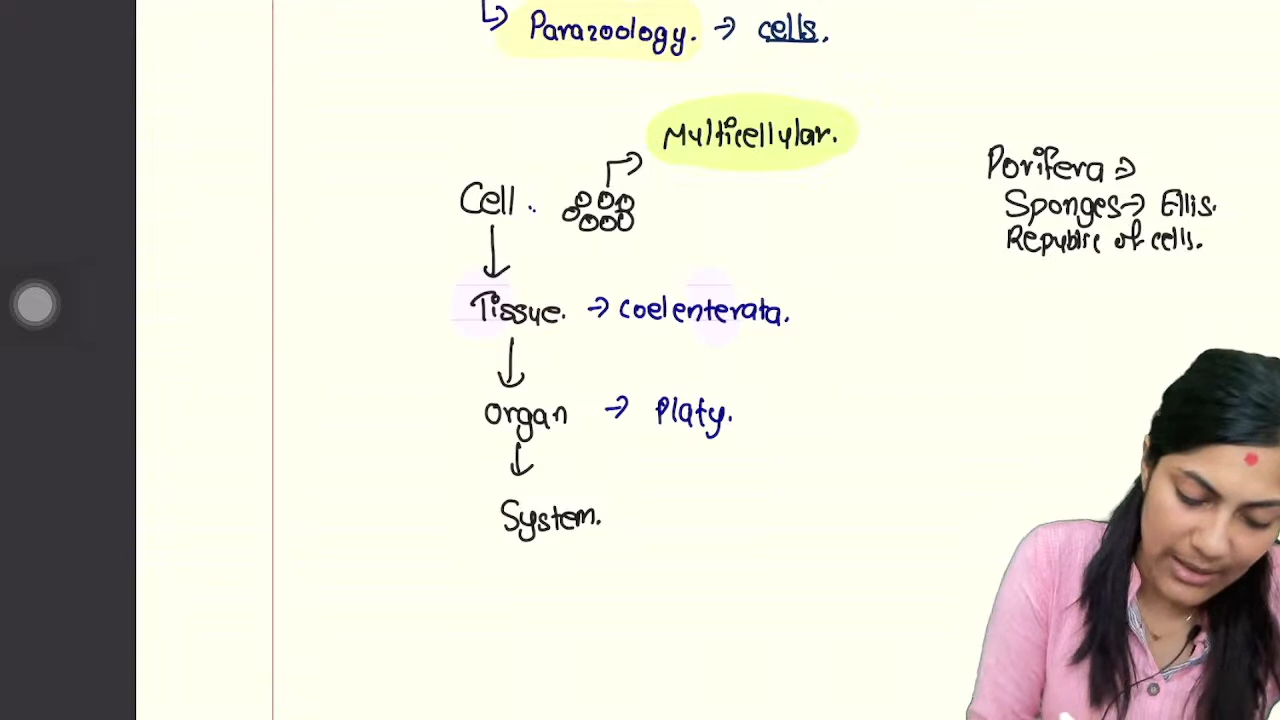 ↳ Parazoology. → cells.
Multicellular.
Cell
Tissue. → Coelenterata.
Organ → Platy.
System.
Porifera →
Sponges → Ellis.
Republic of cells.